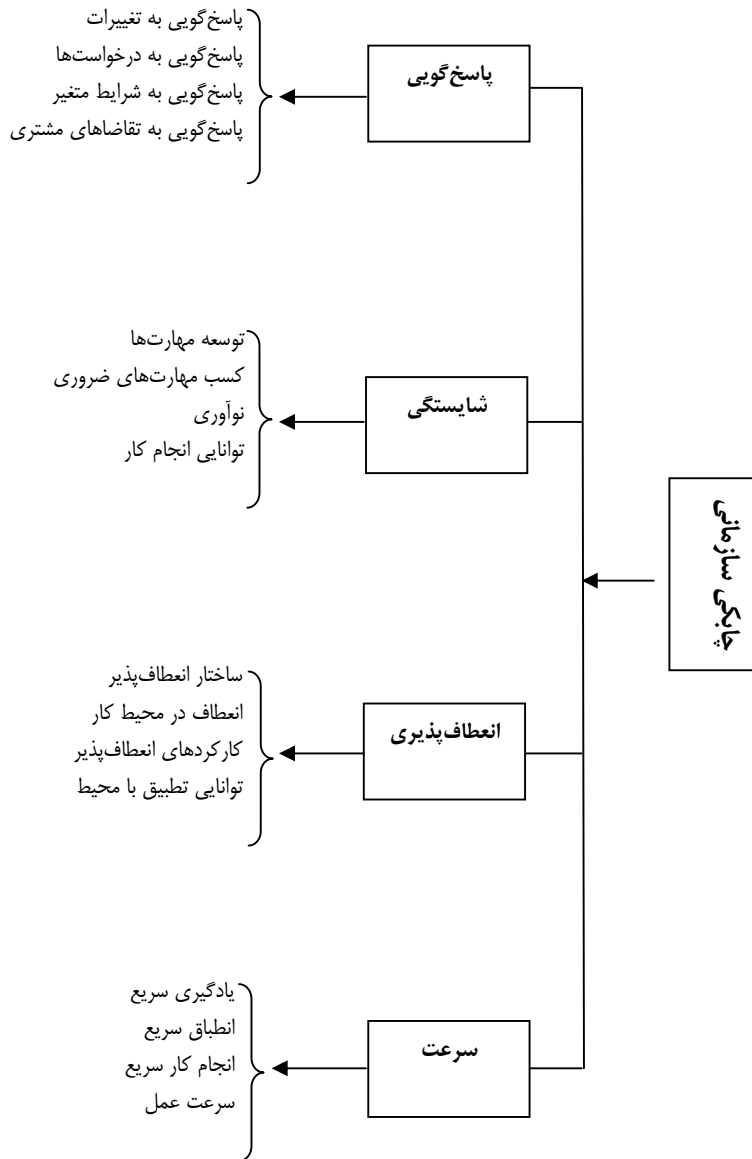 چابکی سازمانی
پاسخ‌گویی
پاسخ‌گویی به تغییرات
پاسخ‌گویی به درخواست‌ها
پاسخ‌گویی به شرایط متغیر
پاسخ‌گویی به تقاضاهای مشتری
شایستگی
توسعه مهارت‌ها
کسب مهارت‌های ضروری
نوآوری
توانایی انجام کار
انعطاف‌پذیری
ساختار انعطاف‌پذیر
انعطاف در محیط کار
کارکردهای انعطاف‌پذیر
توانایی تطبیق با محیط
سرعت
یادگیری سریع
انطباق سریع
انجام کار سریع
سرعت عمل